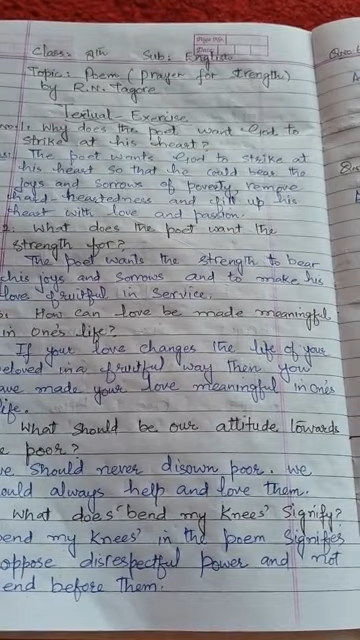 Page No.
Date
Class: 8th Sub: English
Topic: Poem (prayer for strength)
by R.N. Tagore
Textual Exercise
Why does the poet want God to
strike at his heart?
The poet wants God to strike at
his heart so that he could bear the
joys and sorrows of poverty, remove
hard-heartedness and fill up his
heart with love and passion.
2. What does the poet want the
strength for?
The poet wants the strength to bear
his joys and sorrows and to make his
love fruitful in service.
How can love be made meaningful
in one's life?
If your love changes the life of your
beloved in a fruitful way then you
have made your love meaningful in one's
life.
What should be our attitude towards
the poor?
we should never disown poor. we
should always help and love them.
What does 'bend my knees' signify?
bend my knees' in the poem signifies
oppose disrespectful power and not
bend before them.